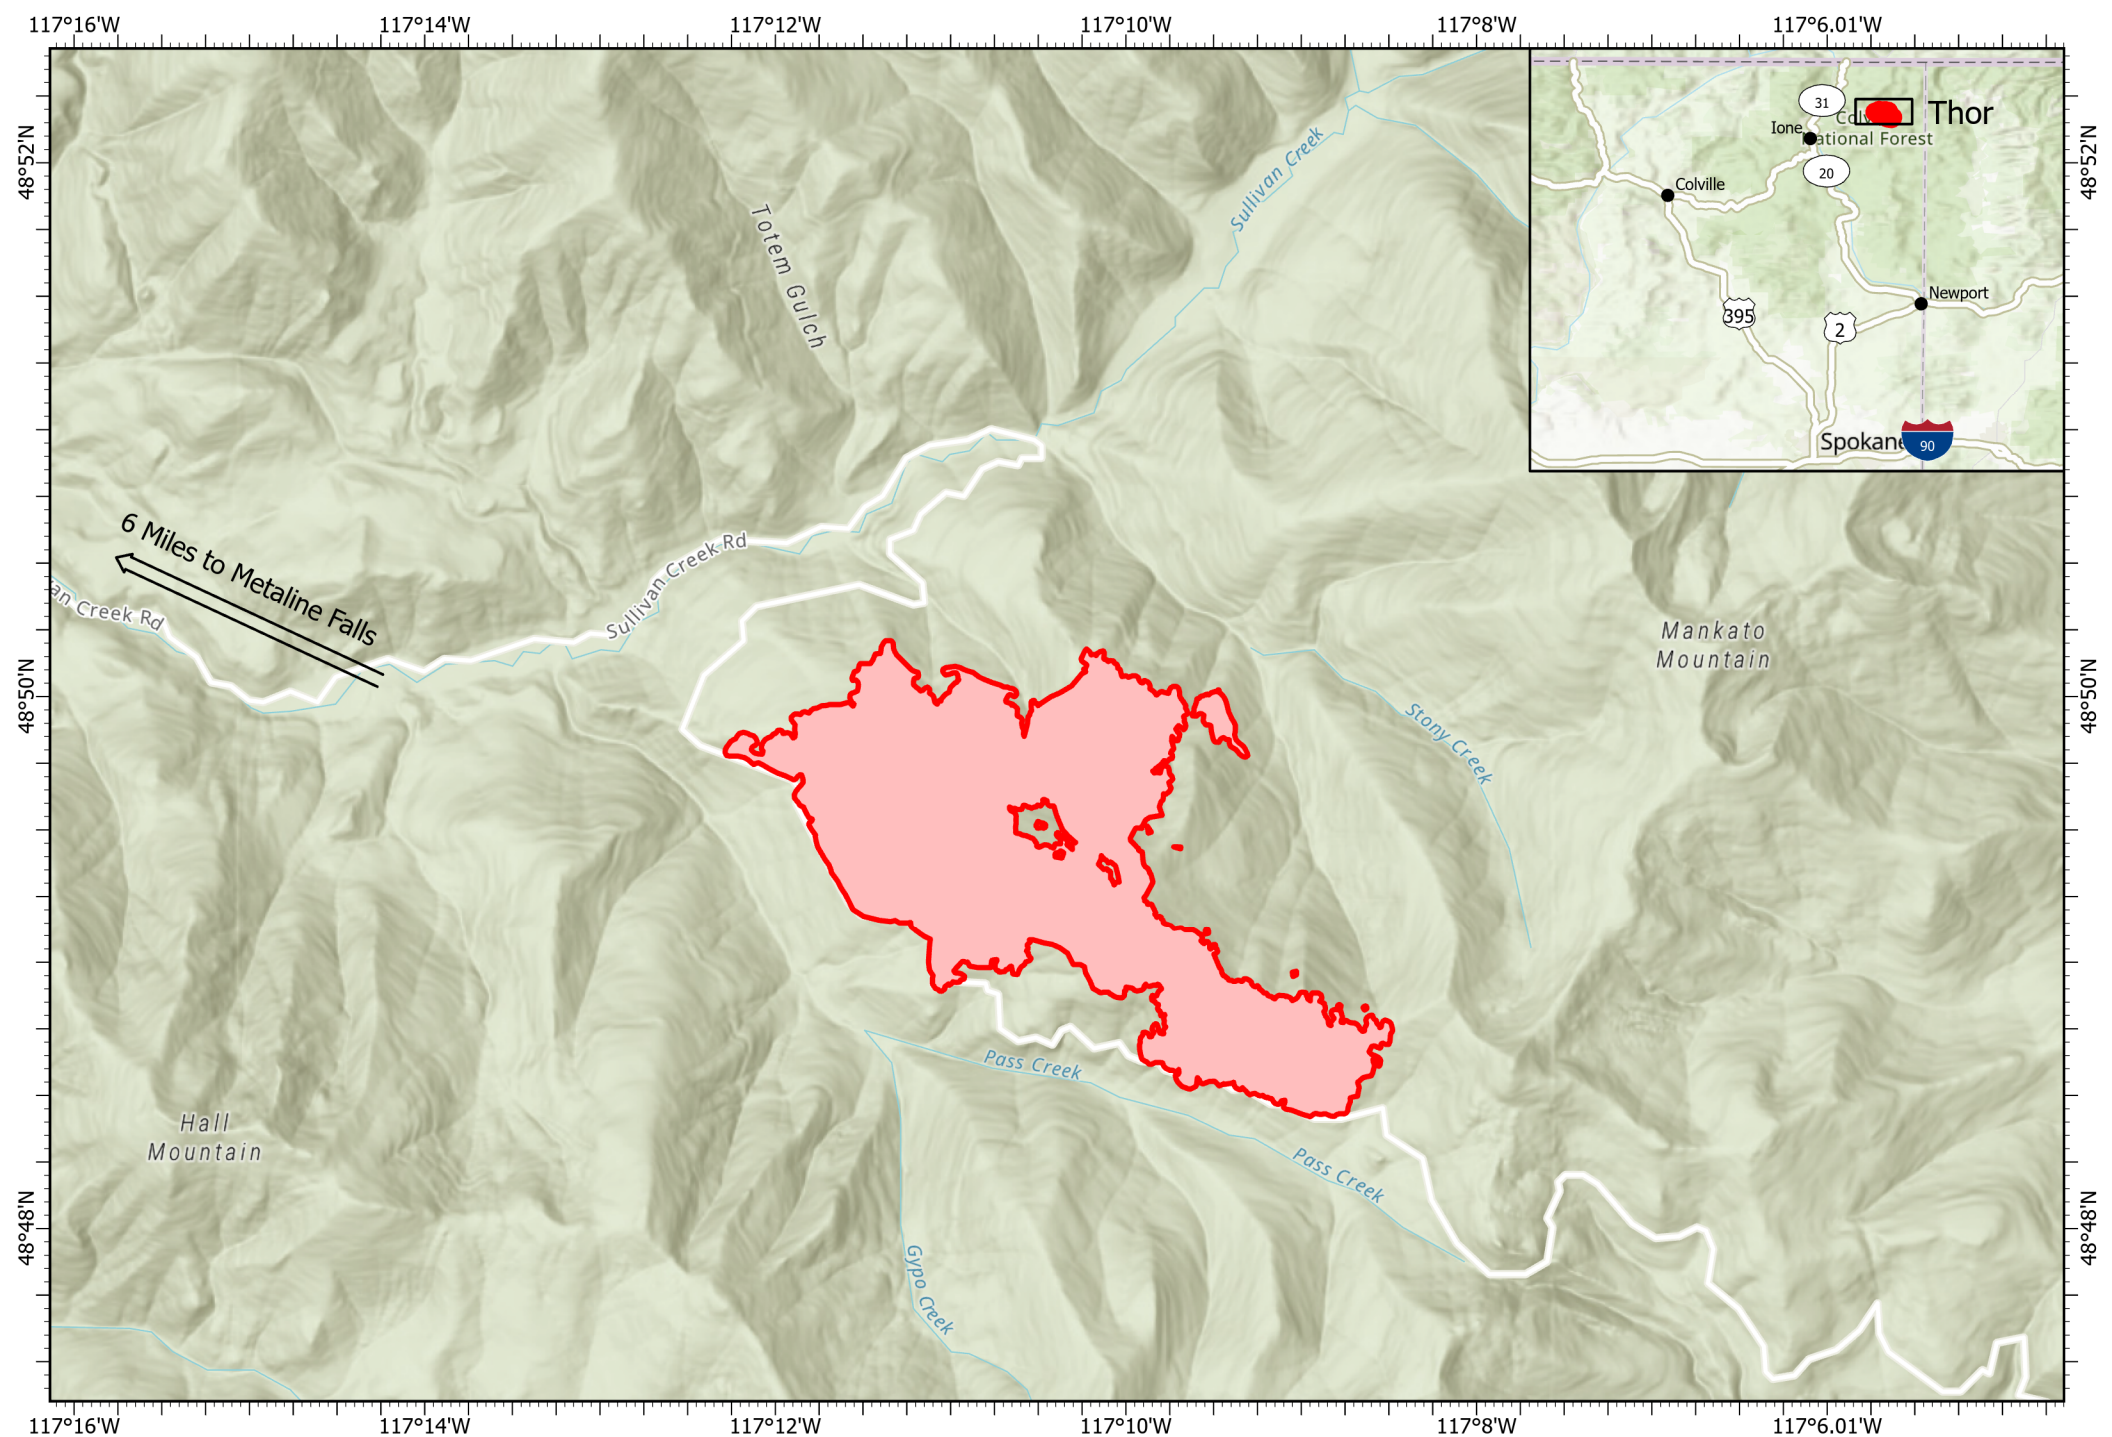 117°16'W
117°14'W
117°12'W
117°10'W
117°8'W
117°6.01'W
48°52'N
48°52'N
31
Thor
Ione
National Forest
20
Colville
Newport
395
2
Spokane
90
Sullivan Creek
Totem Gulch
6 Miles to Metaline Falls
an Creek Rd
Sullivan Creek Rd
Mankato
Mountain
48°50'N
48°50'N
Stony Creek
Pass Creek
Hall
Mountain
Pass Creek
48°48'N
48°48'N
Gypo Creek
117°16'W
117°14'W
117°12'W
117°10'W
117°8'W
117°6.01'W